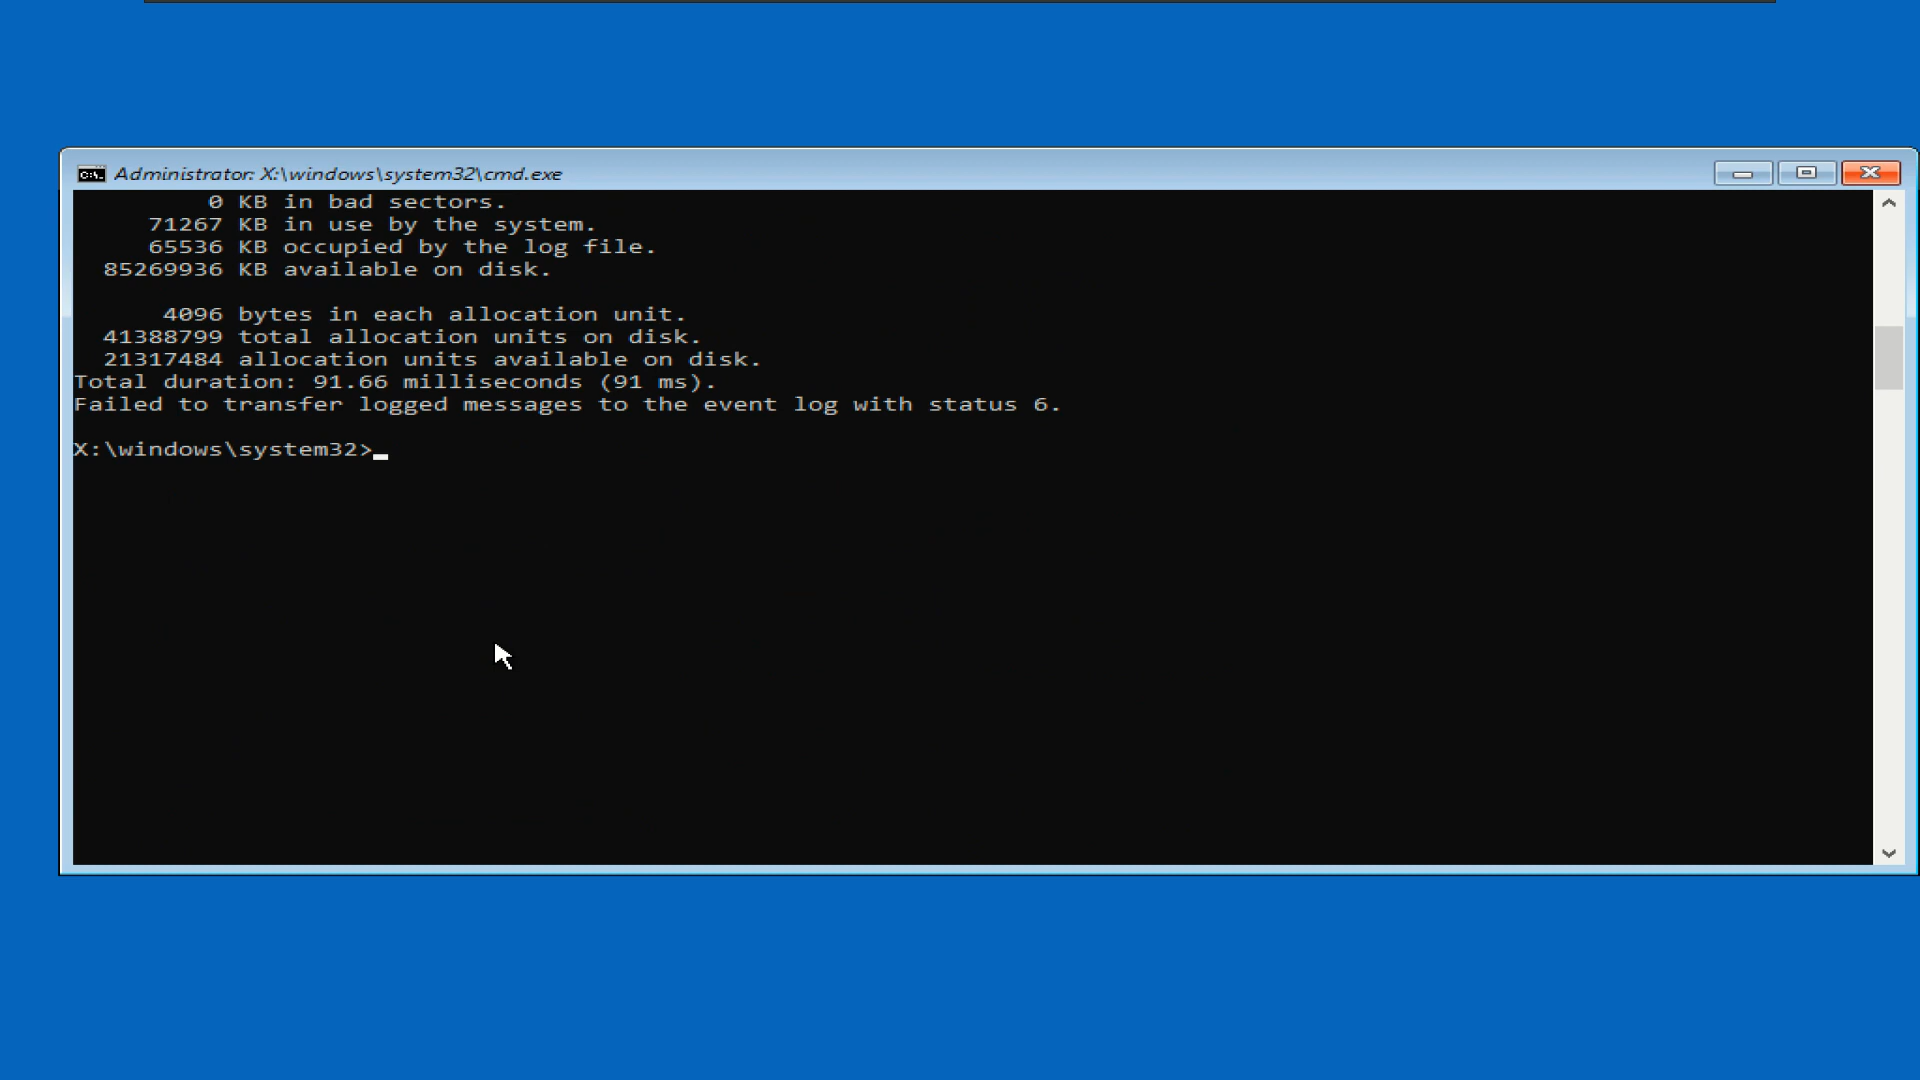 Administrator: X:\windows\system32\cmd.exe
0 KB in bad sectors.
71267 KB in use by the system.
65536 KB occupied by the log file.
85269936 KB available on disk.
4096 bytes in each allocation unit.
41388799 total allocation units on disk.
21317484 allocation units available on disk.
Total duration: 91.66 milliseconds (91 ms).
Failed to transfer logged messages to the event log with status 6.
X:\windows\system32>